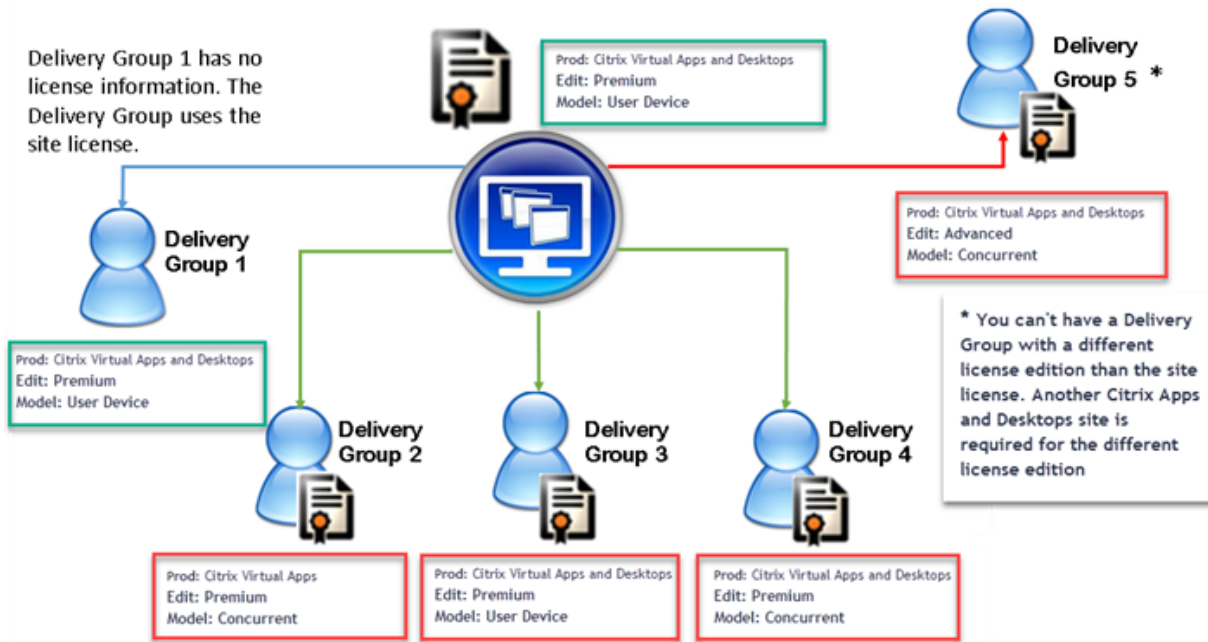 Delivery Group 1 has no
license information. The
Delivery Group uses the
site license.
Prod: Citrix Virtual Apps and Desktops
Edit: Premium
Model: User Device
Delivery
Group 5 *
Prod: Citrix Virtual Apps and Desktops
Edit: Advanced
Model: Concurrent
* You can't have a Delivery
Group with a different
license edition than the site
license. Another Citrix Apps
and Desktops site is
required for the different
license edition
Delivery
Group 1
Prod: Citrix Virtual Apps and Desktops
Edit: Premium
Model: User Device
Delivery
Group 2
Prod: Citrix Virtual Apps
Edit: Premium
Model: Concurrent
Delivery
Group 3
Prod: Citrix Virtual Apps and Desktops
Edit: Premium
Model: User Device
Delivery
Group 4
Prod: Citrix Virtual Apps and Desktops
Edit: Premium
Model: Concurrent